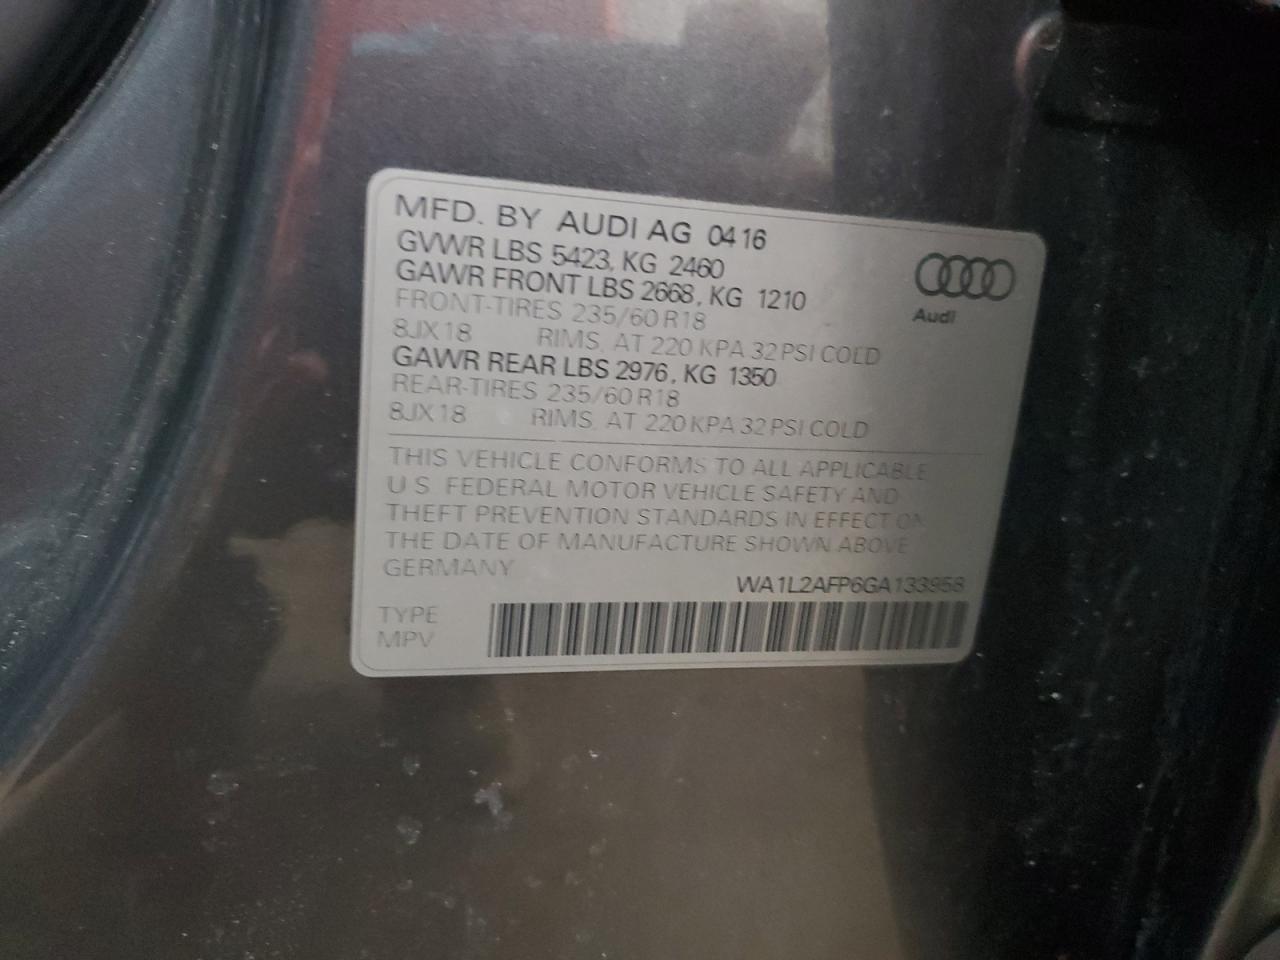 MFD. BY AUDI AG 0416
GVWR LBS 5423, KG 2460
GAWR FRONT LBS 2668, KG 1210
FRONT-TIRES 235/60 R18
8JX18 RIMS, AT 220 KPA 32 PSI COLD
GAWR REAR LBS 2976, KG 1350
REAR-TIRES 235/60 R18
8JX18 RIMS, AT 220 KPA 32 PSI COLD
Audi
THIS VEHICLE CONFORMS TO ALL APPLICABLE
U.S. FEDERAL MOTOR VEHICLE SAFETY AND
THEFT PREVENTION STANDARDS IN EFFECT ON
THE DATE OF MANUFACTURE SHOWN ABOVE
GERMANY
WA1L2AFP6GA133958
TYPE
MPV